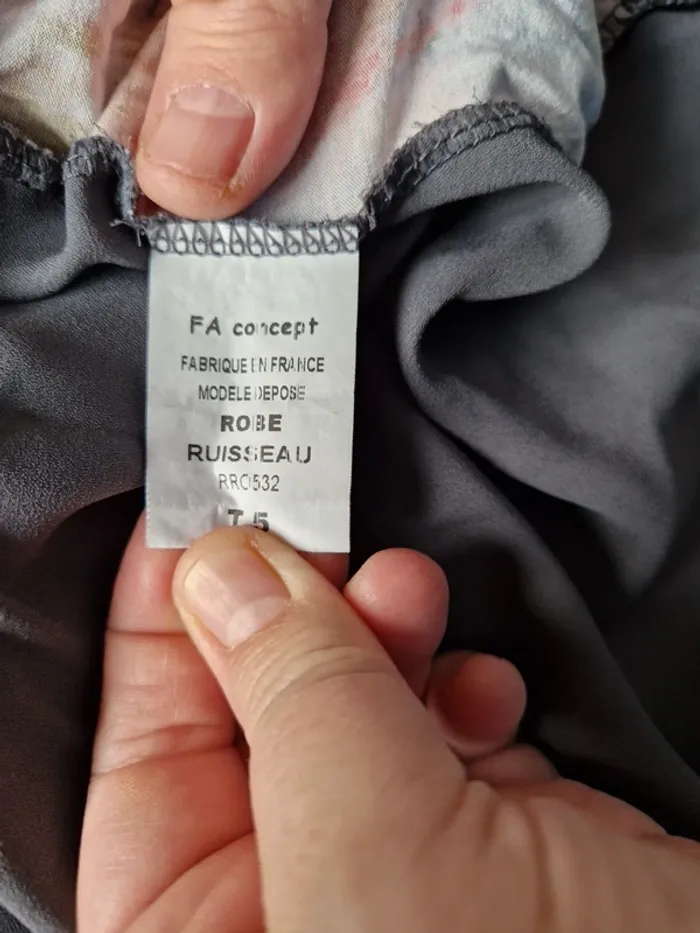 FA concept
FABRIQUE EN FRANCE
MODELE DEPOSE
ROBE
RUISSEAU
RRO532
T 5